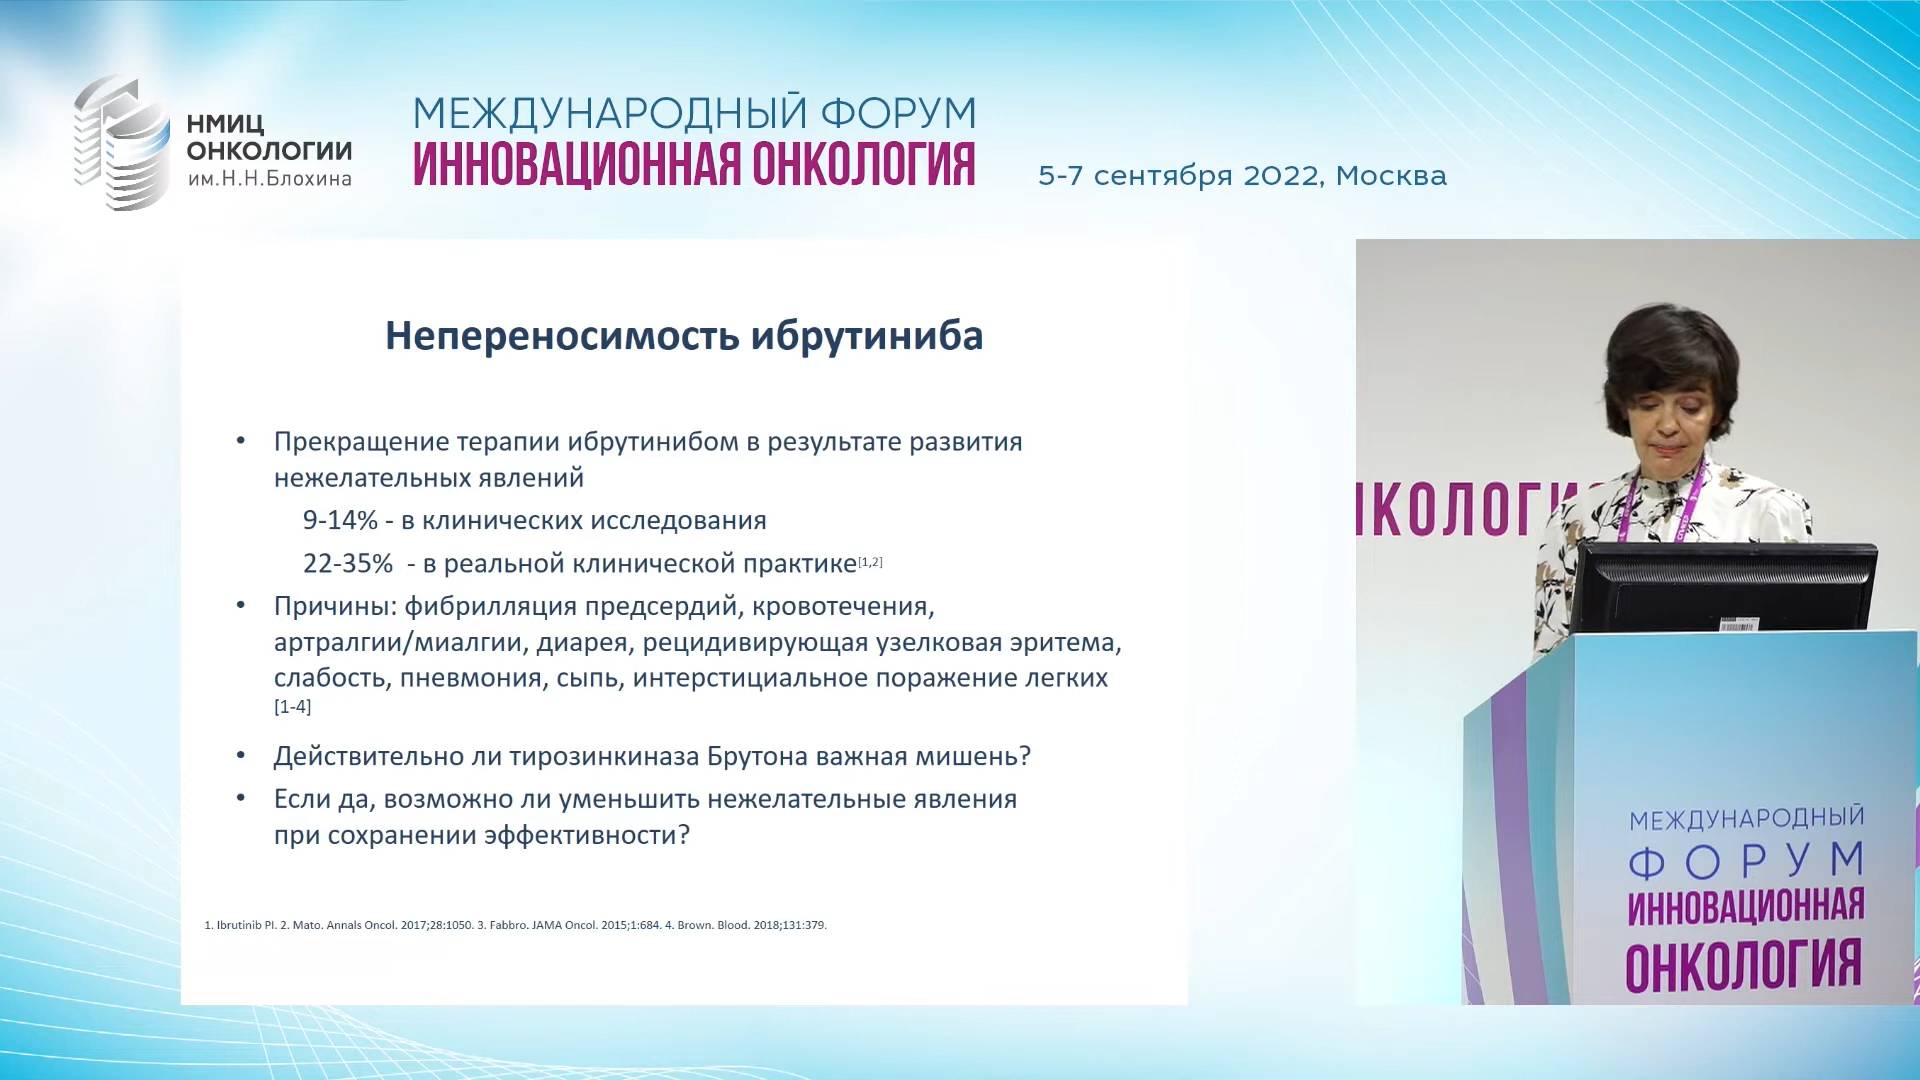 НМИЦ
ОНКОЛОГИИ
им.Н.Н.Блохина
МЕЖДУНАРОДНЫЙ ФОРУМ
ИННОВАЦИОННАЯ ОНКОЛОГИЯ
5-7 сентября 2022, Москва
Непереносимость ибрутиниба
• Прекращение терапии ибрутинибом в результате развития
нежелательных явлений
9-14% - в клинических исследования
22-35% - в реальной клинической практике[1,2]
• Причины: фибрилляция предсердий, кровотечения,
артралгии/миалгии, диарея, рецидивирующая узелковая эритема,
слабость, пневмония, сыпь, интерстициальное поражение легких
[1-4]
• Действительно ли тирозинкиназа Брутона важная мишень?
• Если да, возможно ли уменьшить нежелательные явления
при сохранении эффективности?
1. Ibrutinib PI. 2. Mato. Annals Oncol. 2017;28:1050. 3. Fabbro. JAMA Oncol. 2015;1:684. 4. Brown. Blood. 2018;131:379.
НКОЛОГИ
МЕЖДУНАРОДНЫЙ
ФОРУМ
ИННОВАЦИОННАЯ
ОНКОЛОГИЯ